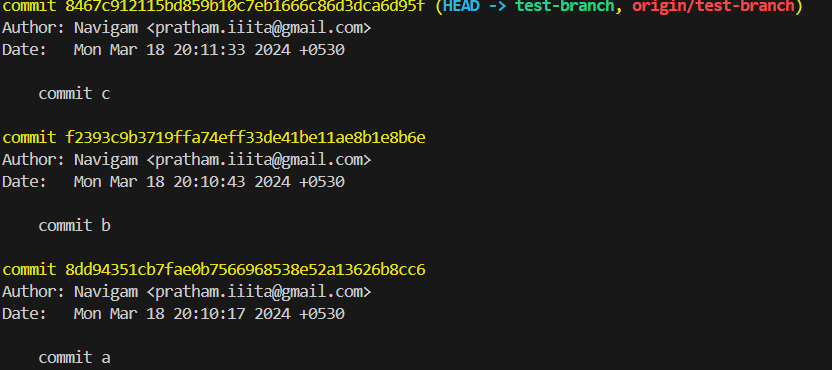 commit 8467c912115bd859b10c7eb1666c86d3dca6d95f (HEAD -> test-branch, origin/test-branch)
Author: Navigam <pratham.iiita@gmail.com>
Date:   Mon Mar 18 20:11:33 2024 +0530
commit c
commit f2393c9b3719ffa74eff33de41be11ae8b1e8b6e
Author: Navigam <pratham.iiita@gmail.com>
Date:   Mon Mar 18 20:10:43 2024 +0530
commit b
commit 8dd94351cb7fae0b7566968538e52a13626b8cc6
Author: Navigam <pratham.iiita@gmail.com>
Date:   Mon Mar 18 20:10:17 2024 +0530
commit a